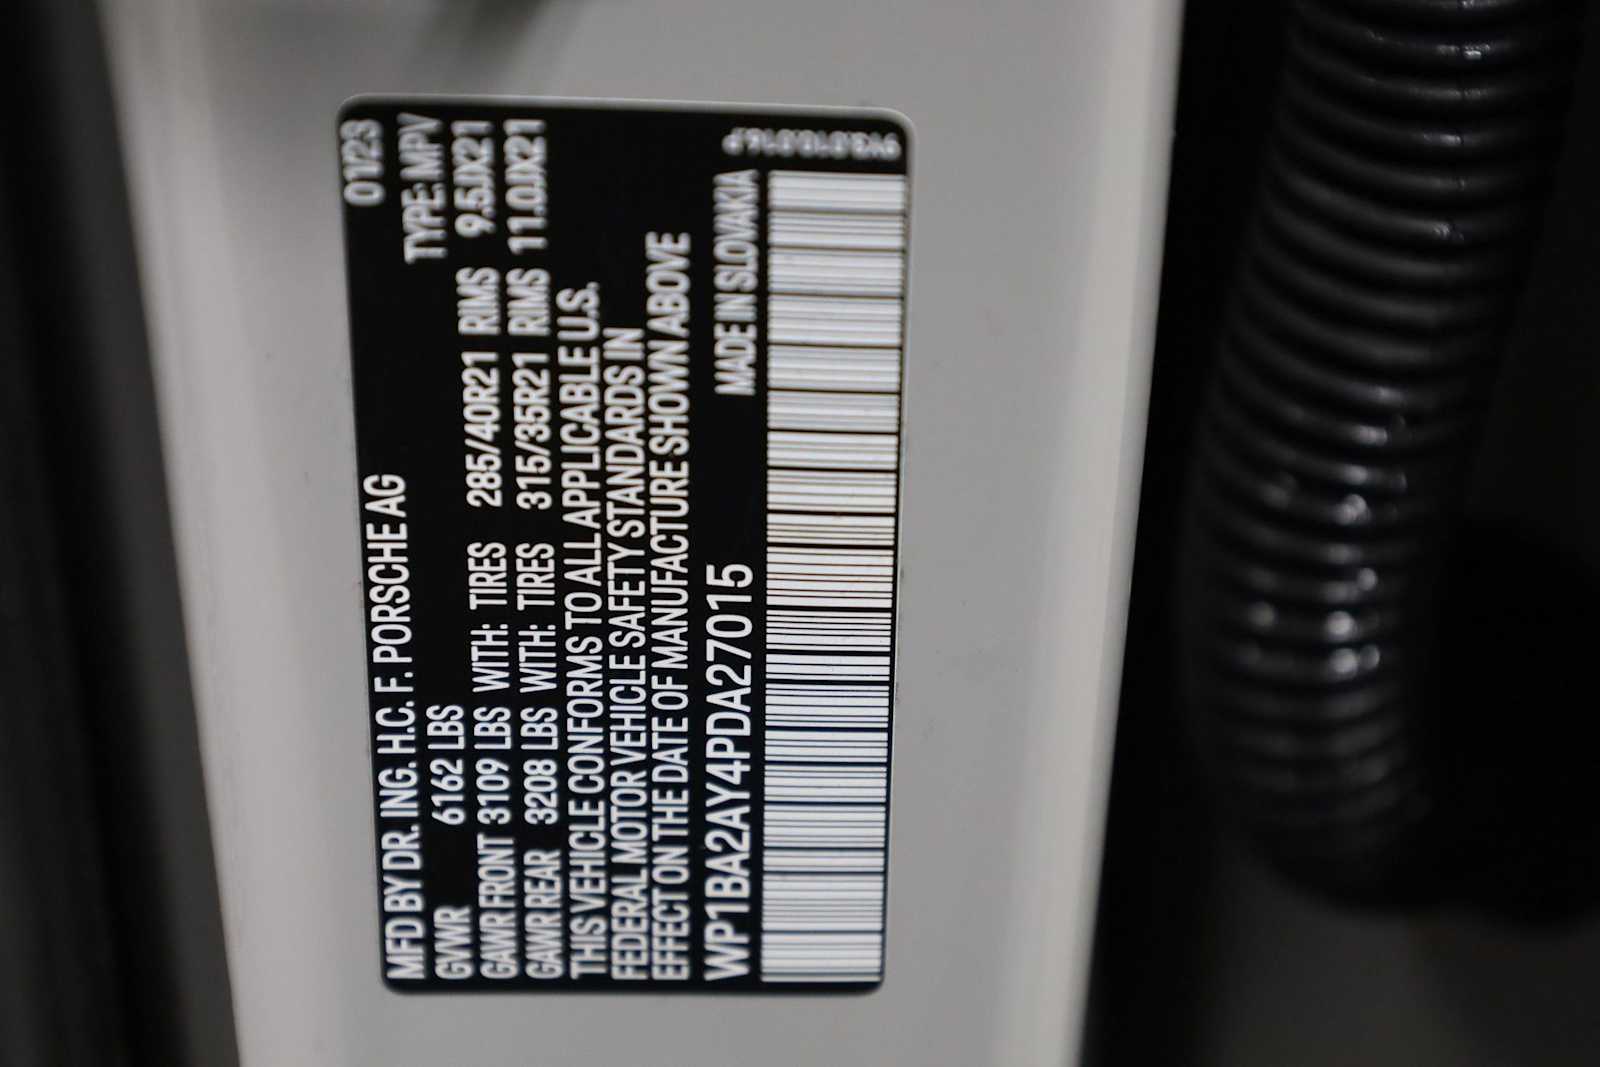 MFD BY DR. ING. H.C. F. PORSCHE AG 01/23
GVWR 6162 LBS TYPE: MPV
GAWR FRONT 3109 LBS WITH: TIRES 285/40R21 RIMS 9.5JX21
GAWR REAR 3208 LBS WITH: TIRES 315/35R21 RIMS 11.0JX21
THIS VEHICLE CONFORMS TO ALL APPLICABLE U.S.
FEDERAL MOTOR VEHICLE SAFETY STANDARDS IN
EFFECT ON THE DATE OF MANUFACTURE SHOWN ABOVE
WP1BA2AY4PDA27015 MADE IN SLOVAKIA